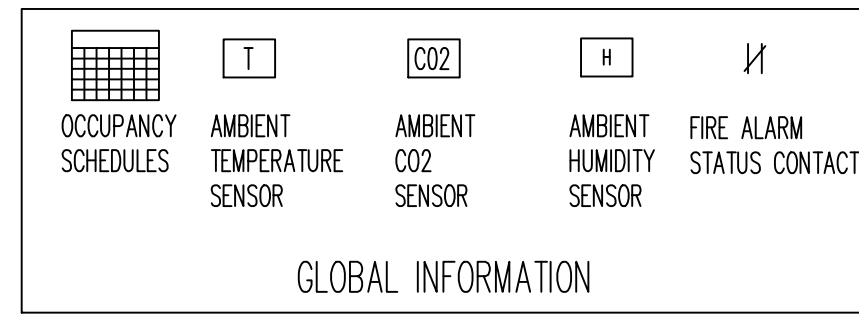 T
CO2
H
OCCUPANCY
SCHEDULES
AMBIENT
TEMPERATURE
SENSOR
AMBIENT
CO2
SENSOR
AMBIENT
HUMIDITY
SENSOR
FIRE ALARM
STATUS CONTACT
GLOBAL INFORMATION